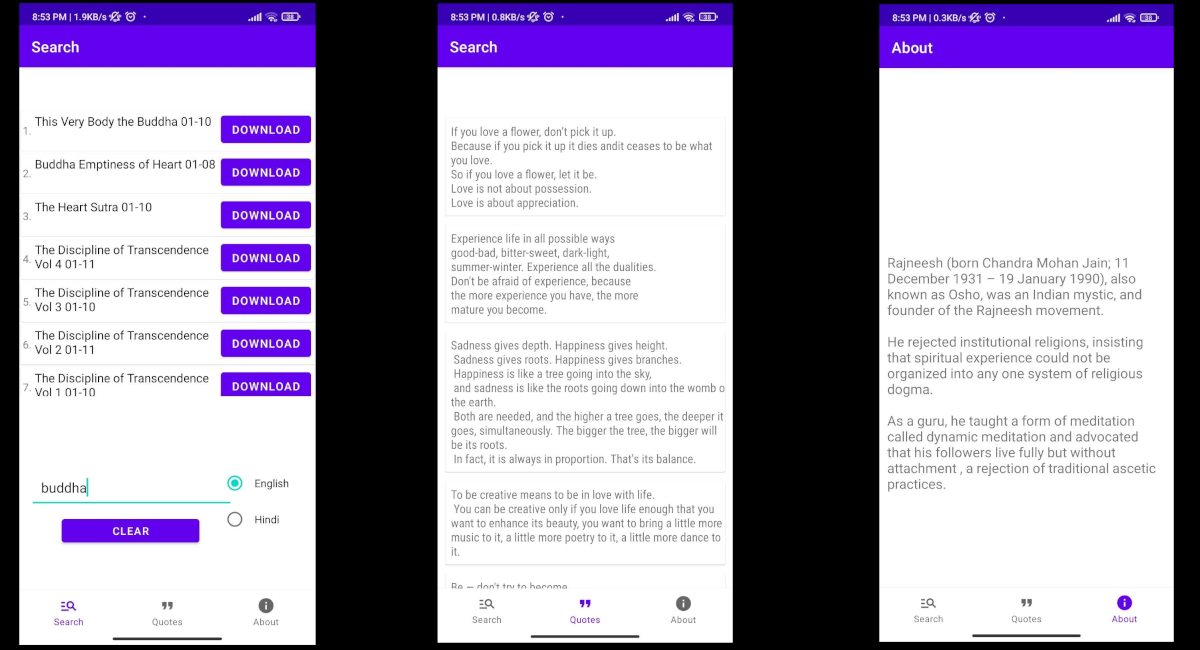 8:53 PM | 1.9KB/s
38
Search
1. This Very Body the Buddha 01-10
DOWNLOAD
2. Buddha Emptiness of Heart 01-08
DOWNLOAD
3. The Heart Sutra 01-10
DOWNLOAD
4. The Discipline of Transcendence
Vol 4 01-11
DOWNLOAD
5. The Discipline of Transcendence
Vol 3 01-10
DOWNLOAD
6. The Discipline of Transcendence
Vol 2 01-11
DOWNLOAD
7. The Discipline of Transcendence
Vol 1 01-10
DOWNLOAD
buddha
English
Hindi
CLEAR
Search
Quotes
About
8:53 PM | 0.8KB/s
38
Search
If you love a flower, don't pick it up.
Because if you pick it up it dies andit ceases to be what
you love.
So if you love a flower, let it be.
Love is not about possession.
Love is about appreciation.
Experience life in all possible ways
good-bad, bitter-sweet, dark-light,
summer-winter. Experience all the dualities.
Don't be afraid of experience, because
the more experience you have, the more
mature you become.
Sadness gives depth. Happiness gives height.
Sadness gives roots. Happiness gives branches.
Happiness is like a tree going into the sky,
and sadness is like the roots going down into the womb o
the earth.
Both are needed, and the higher a tree goes, the deeper it
goes, simultaneously. The bigger the tree, the bigger will
be its roots.
In fact, it is always in proportion. That's its balance.
To be creative means to be in love with life.
You can be creative only if you love life enough that you
want to enhance its beauty, you want to bring a little more
music to it, a little more poetry to it, a little more dance to
it.
Be — don't try to become
Search
Quotes
About
8:53 PM | 0.3KB/s
38
About
Rajneesh (born Chandra Mohan Jain; 11
December 1931 – 19 January 1990), also
known as Osho, was an Indian mystic, and
founder of the Rajneesh movement.
He rejected institutional religions, insisting
that spiritual experience could not be
organized into any one system of religious
dogma.
As a guru, he taught a form of meditation
called dynamic meditation and advocated
that his followers live fully but without
attachment , a rejection of traditional ascetic
practices.
Search
Quotes
About